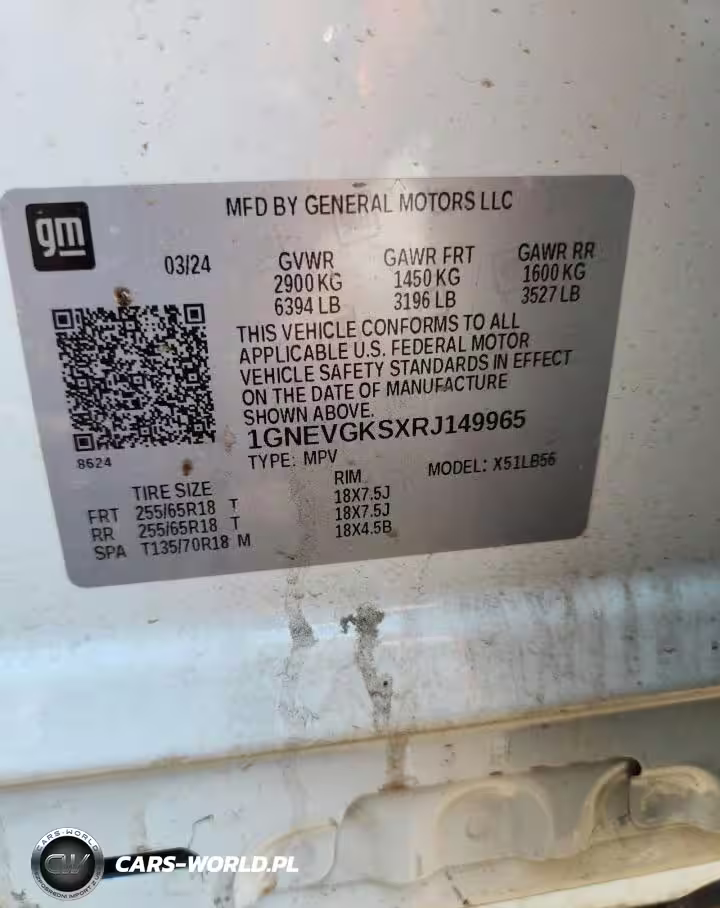 gm
MFD BY GENERAL MOTORS LLC
03/24 GVWR GAWR FRT GAWR RR
2900 KG 1450 KG 1600 KG
6394 LB 3196 LB 3527 LB
THIS VEHICLE CONFORMS TO ALL
APPLICABLE U.S. FEDERAL MOTOR
VEHICLE SAFETY STANDARDS IN EFFECT
ON THE DATE OF MANUFACTURE
SHOWN ABOVE.
1GNEVGKSXRJ149965
8624
TYPE: MPV MODEL: X51LB56
TIRE SIZE RIM
FRT 255/65R18 T 18X7.5J
RR 255/65R18 T 18X7.5J
SPA T135/70R18 M 18X4.5B
CARS-WORLD
CW
CARS-WORLD.PL